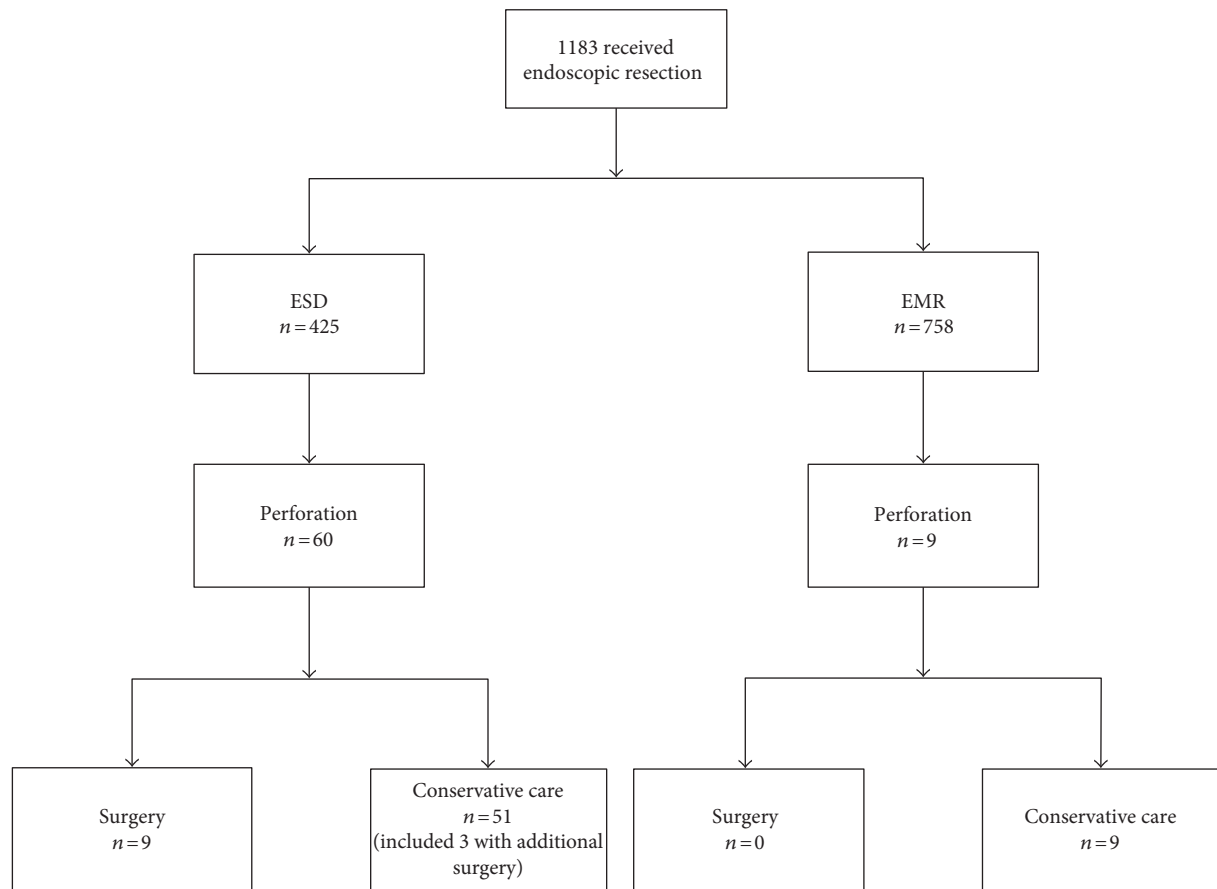 1183 received
endoscopic resection
ESD
n=425
EMR
n=758
Perforation
n=60
Perforation
n=9
Surgery
n=9
Conservative care
n=51
(included 3 with additional
surgery)
Surgery
n=0
Conservative care
n=9